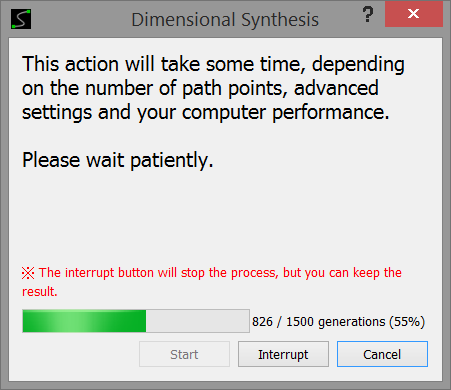 Dimensional Synthesis
This action will take some time, depending
on the number of path points, advanced
settings and your computer performance.
Please wait patiently.
※ The interrupt button will stop the process, but you can keep the
result.
826 / 1500 generations (55%)
Start
Interrupt
Cancel